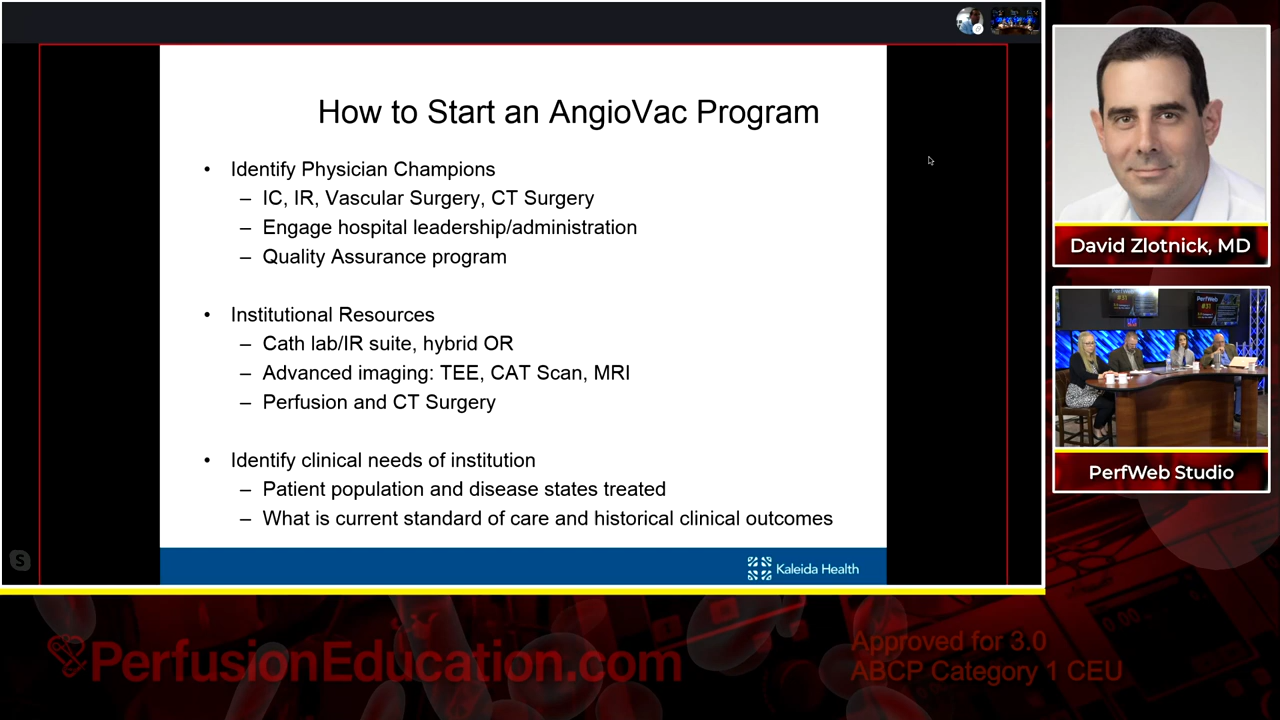 How to Start an AngioVac Program
• Identify Physician Champions
– IC, IR, Vascular Surgery, CT Surgery
– Engage hospital leadership/administration
– Quality Assurance program
• Institutional Resources
– Cath lab/IR suite, hybrid OR
– Advanced imaging: TEE, CAT Scan, MRI
– Perfusion and CT Surgery
• Identify clinical needs of institution
– Patient population and disease states treated
– What is current standard of care and historical clinical outcomes
Kaleida Health
S
David Zlotnick, MD
PerfWeb
PerfWeb Studio
PerfusionEducation.com
Approved for 3.0
ABCP Category 1 CEU